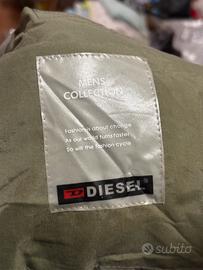 MENS
COLLECTION
Fashion is about change
As our world turns faster
So will the fashion cycle
DIESEL
subito